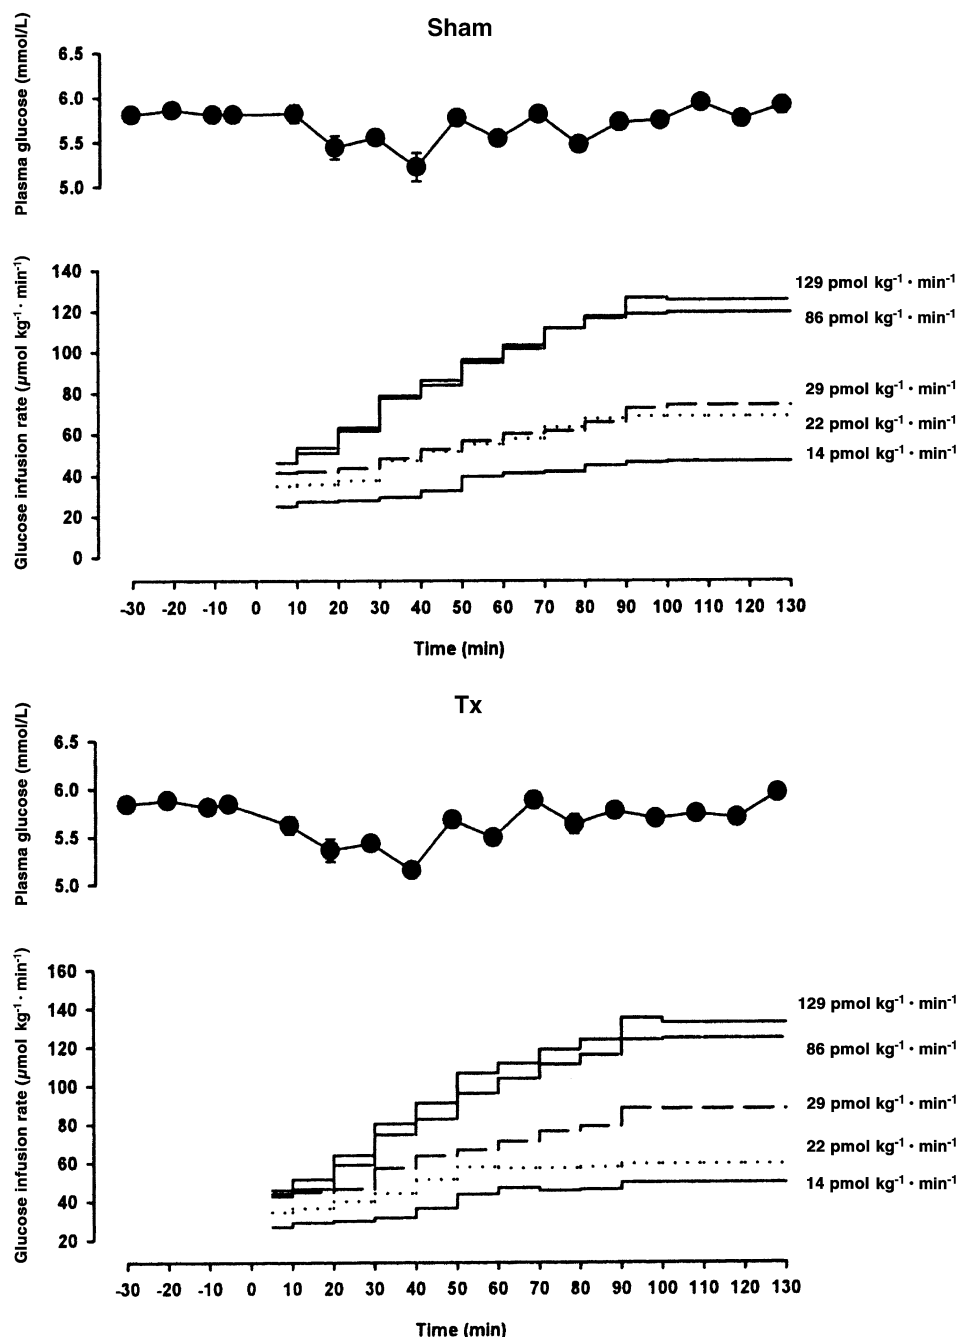 Sham
Plasma glucose (mmol/L)
6.5
6.0
5.5
5.0
Glucose infusion rate (μmol kg⁻¹ · min⁻¹)
140
120
100
80
60
40
20
0
129 pmol kg⁻¹ · min⁻¹
86 pmol kg⁻¹ · min⁻¹
29 pmol kg⁻¹ · min⁻¹
22 pmol kg⁻¹ · min⁻¹
14 pmol kg⁻¹ · min⁻¹
-30 -20 -10 0 10 20 30 40 50 60 70 80 90 100 110 120 130
Time (min)
Tx
Plasma glucose (mmol/L)
6.5
6.0
5.5
5.0
Glucose infusion rate (μmol kg⁻¹ · min⁻¹)
160
140
120
100
80
60
40
20
129 pmol kg⁻¹ · min⁻¹
86 pmol kg⁻¹ · min⁻¹
29 pmol kg⁻¹ · min⁻¹
22 pmol kg⁻¹ · min⁻¹
14 pmol kg⁻¹ · min⁻¹
-30 -20 -10 0 10 20 30 40 50 60 70 80 90 100 110 120 130
Time (min)